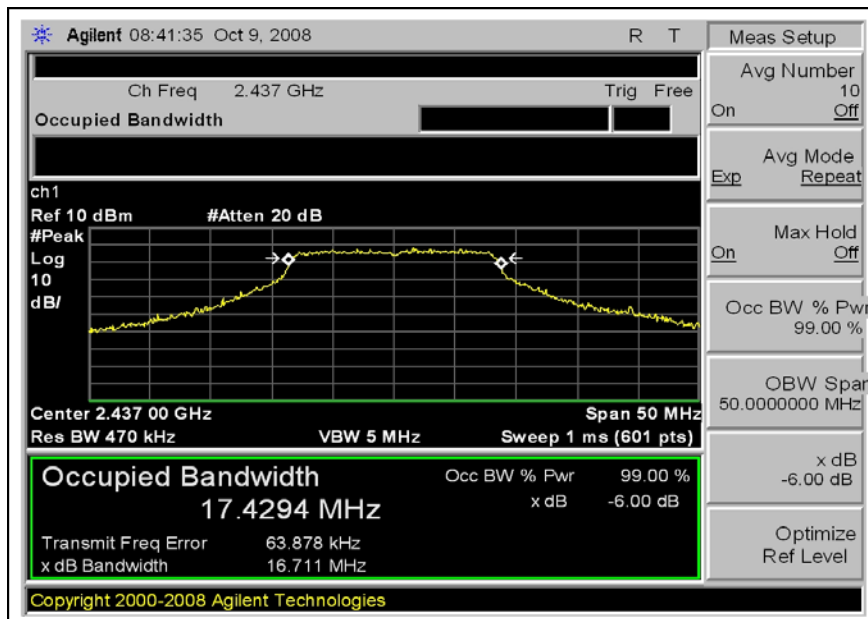 Agilent 08:41:35 Oct 9, 2008 R T
Meas Setup
Ch Freq 2.437 GHz Trig Free
Occupied Bandwidth
Avg Number
10
On Off
Avg Mode
Exp Repeat
Max Hold
On Off
Occ BW % Pwr
99.00 %
OBW Span
50.0000000 MHz
x dB
-6.00 dB
Optimize
Ref Level
ch1
Ref 10 dBm #Atten 20 dB
#Peak
Log
10
dB/
Center 2.437 00 GHz Span 50 MHz
Res BW 470 kHz VBW 5 MHz Sweep 1 ms (601 pts)
Occupied Bandwidth Occ BW % Pwr 99.00 %
17.4294 MHz x dB -6.00 dB
Transmit Freq Error 63.878 kHz
x dB Bandwidth 16.711 MHz
Copyright 2000-2008 Agilent Technologies